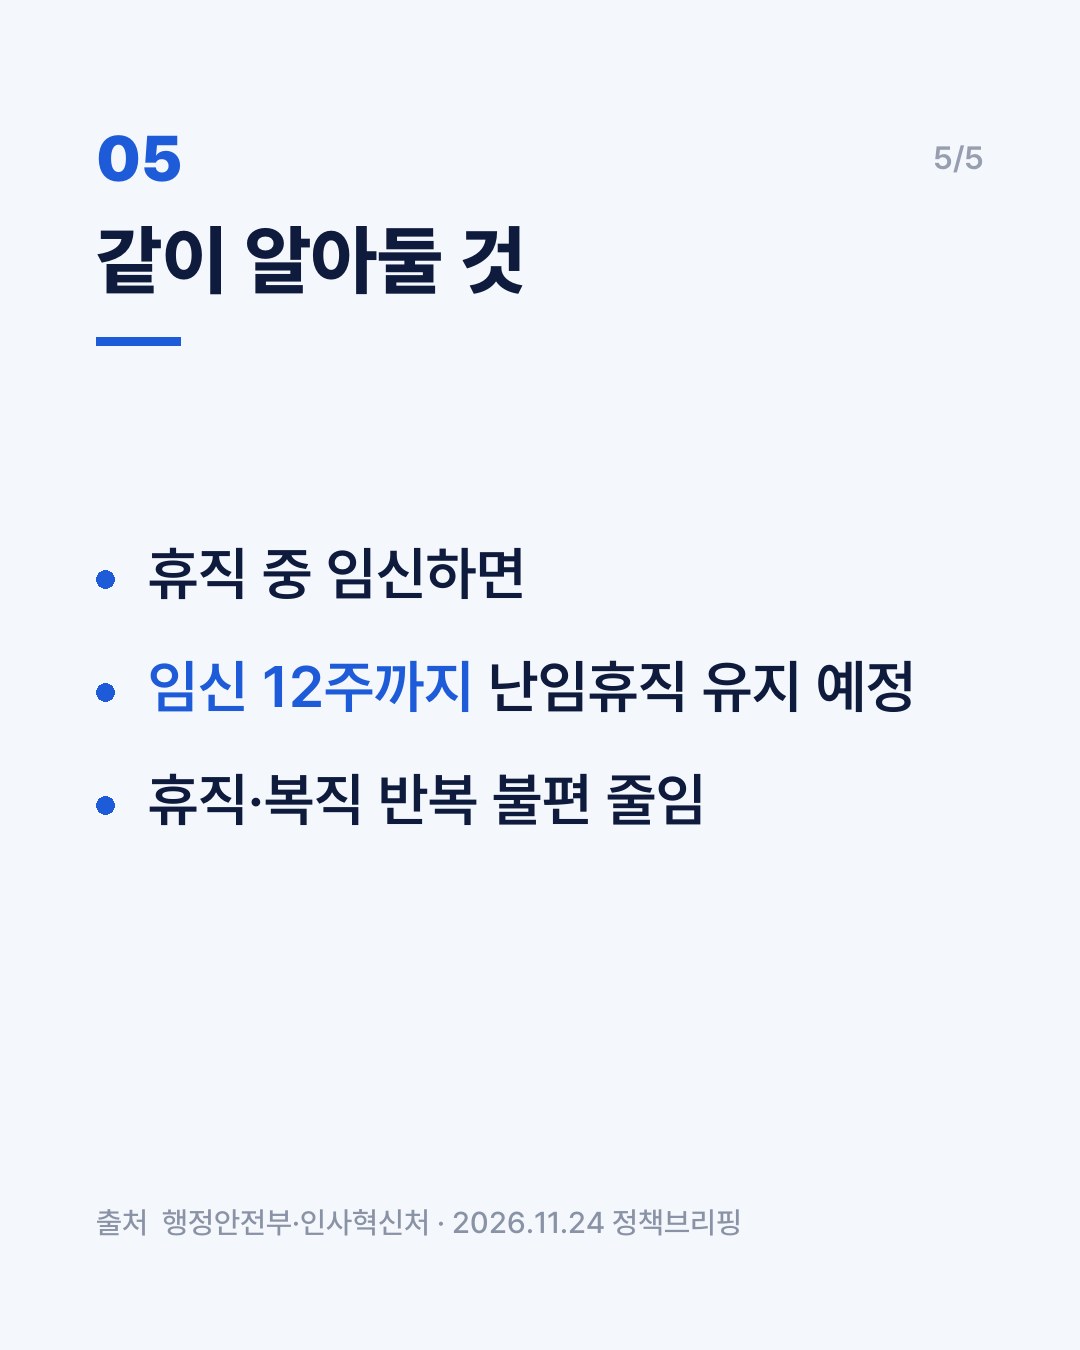 05
5/5
같이 알아둘 것
• 휴직 중 임신하면
• 임신 12주까지 난임휴직 유지 예정
• 휴직·복직 반복 불편 줄임
출처 행정안전부·인사혁신처 · 2026.11.24 정책브리핑